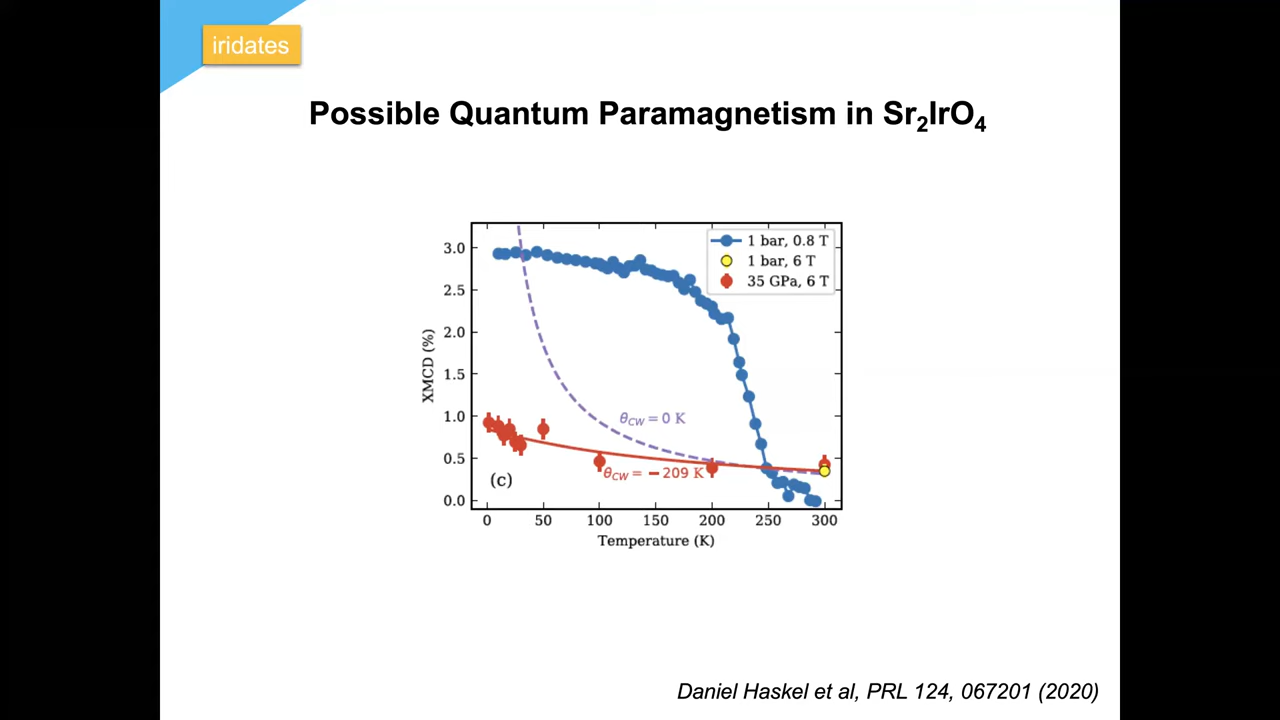 iridates
Possible Quantum Paramagnetism in Sr₂IrO₄
1 bar, 0.8 T
1 bar, 6 T
35 GPa, 6 T
3.0
2.5
2.0
1.5
1.0
0.5
0.0
XMCD (%)
θ_CW = 0 K
θ_CW = −209 K
(c)
0 50 100 150 200 250 300
Temperature (K)
Daniel Haskel et al, PRL 124, 067201 (2020)